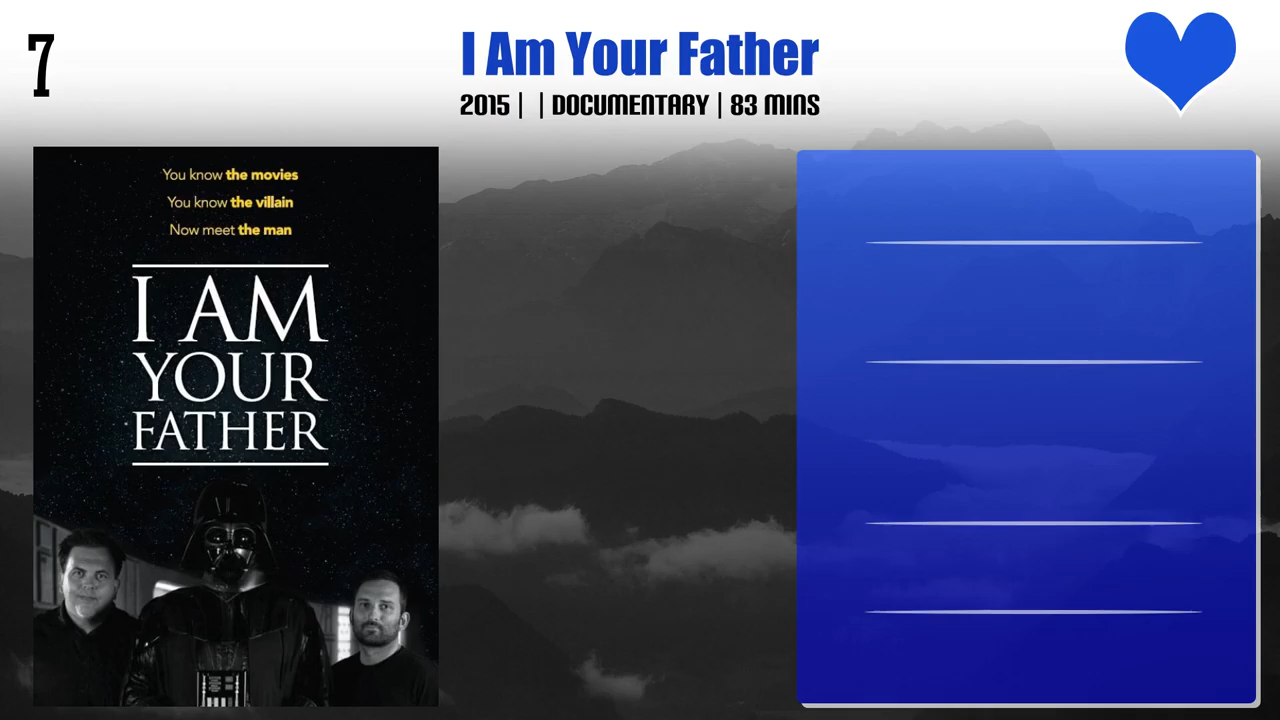 7
I Am Your Father
2015 | | DOCUMENTARY | 83 MINS
You know the movies
You know the villain
Now meet the man
I AM
YOUR
FATHER